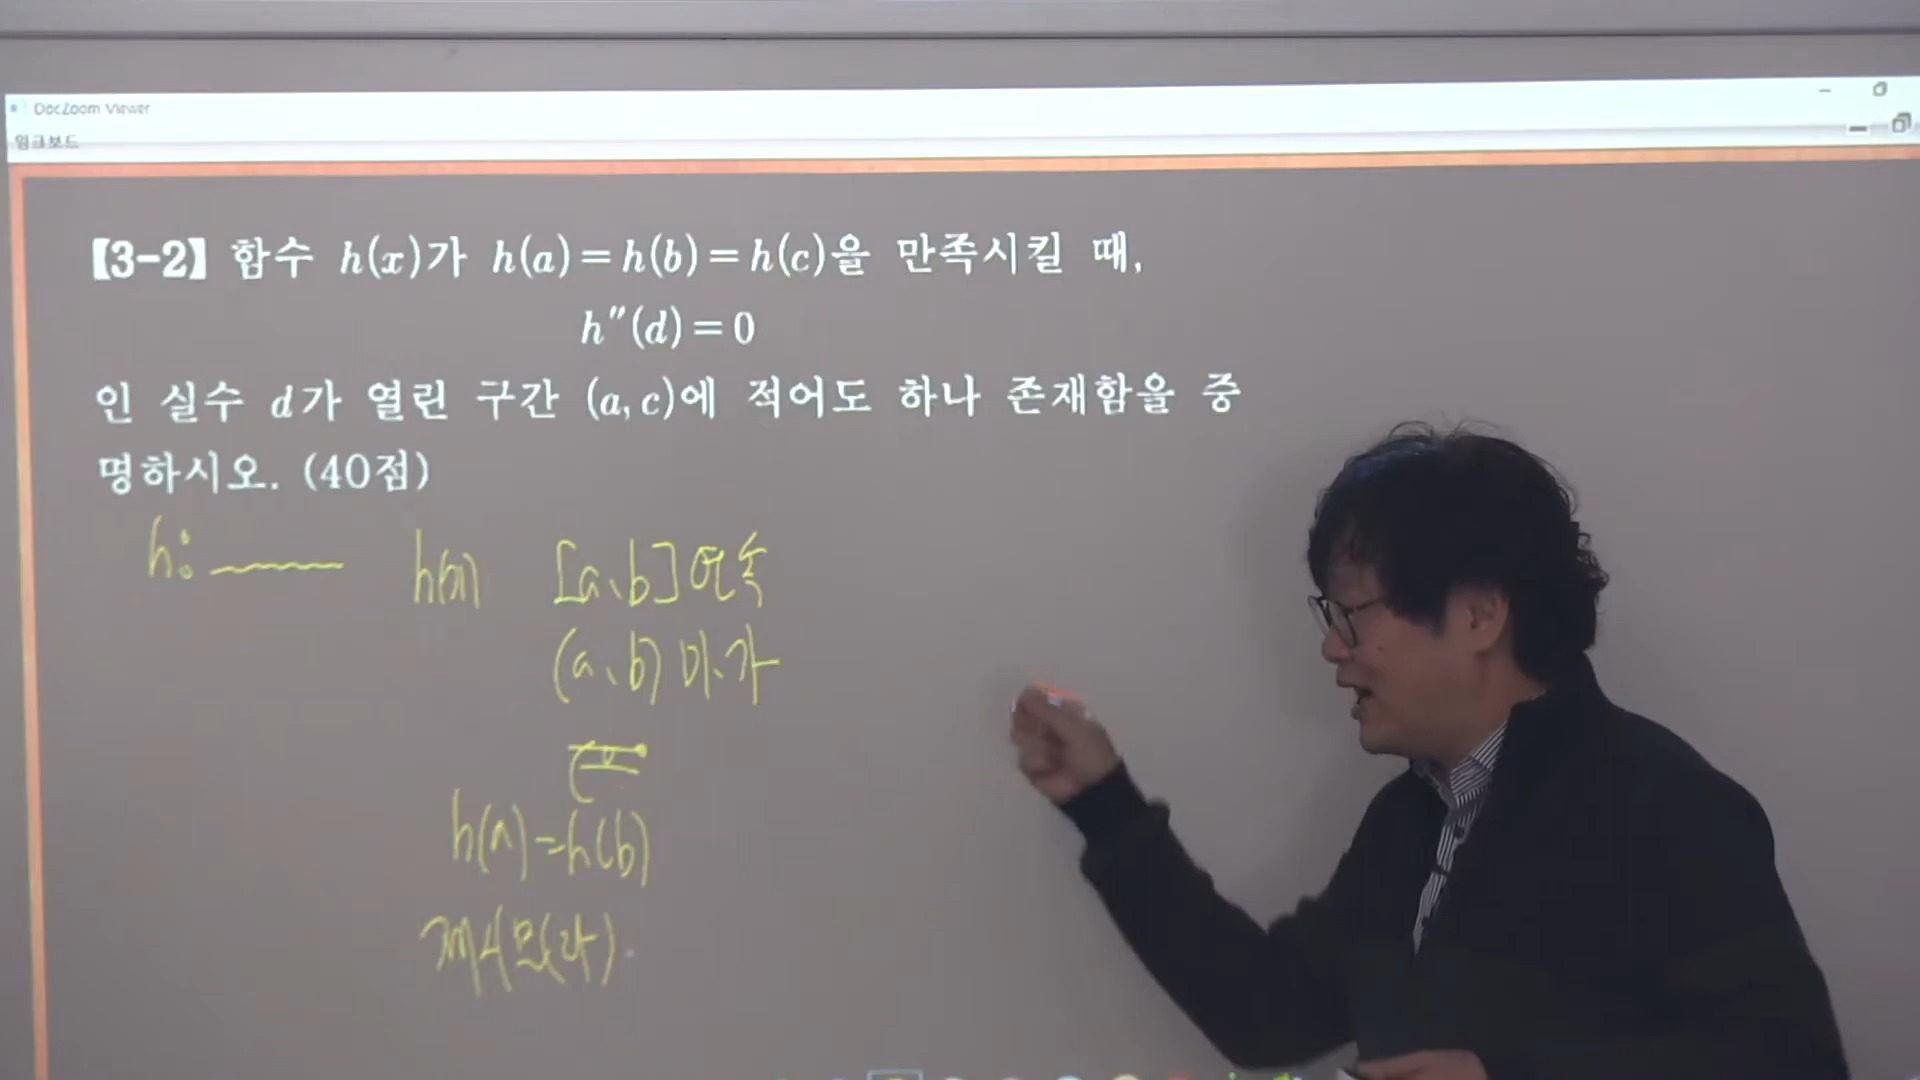 DocZoom Viewer
【3-2】 함수 h(x)가 h(a)=h(b)=h(c)을 만족시킬 때,
h″(d)=0
인 실수 d가 열린 구간 (a, c)에 적어도 하나 존재함을 증
명하시오. (40점)
h: h(x) [a, b] 연속
(a, b) 미.가
h(a)=h(b)